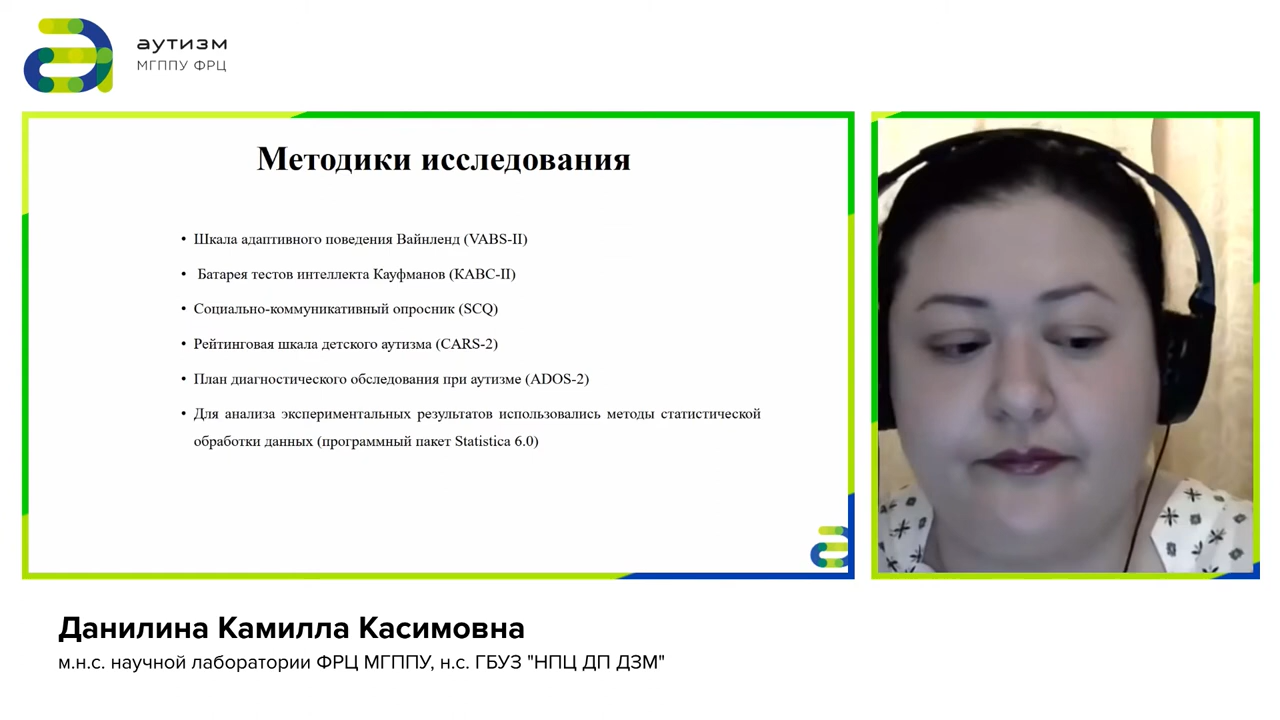 аутизм
МГППУ ФРЦ
Методики исследования
• Шкала адаптивного поведения Вайнленд (VABS-II)
• Батарея тестов интеллекта Кауфманов (KABC-II)
• Социально-коммуникативный опросник (SCQ)
• Рейтинговая шкала детского аутизма (CARS-2)
• План диагностического обследования при аутизме (ADOS-2)
• Для анализа экспериментальных результатов использовались методы статистической
обработки данных (программный пакет Statistica 6.0)
Данилина Камилла Касимовна
м.н.с. научной лаборатории ФРЦ МГППУ, н.с. ГБУЗ "НПЦ ДП ДЗМ"